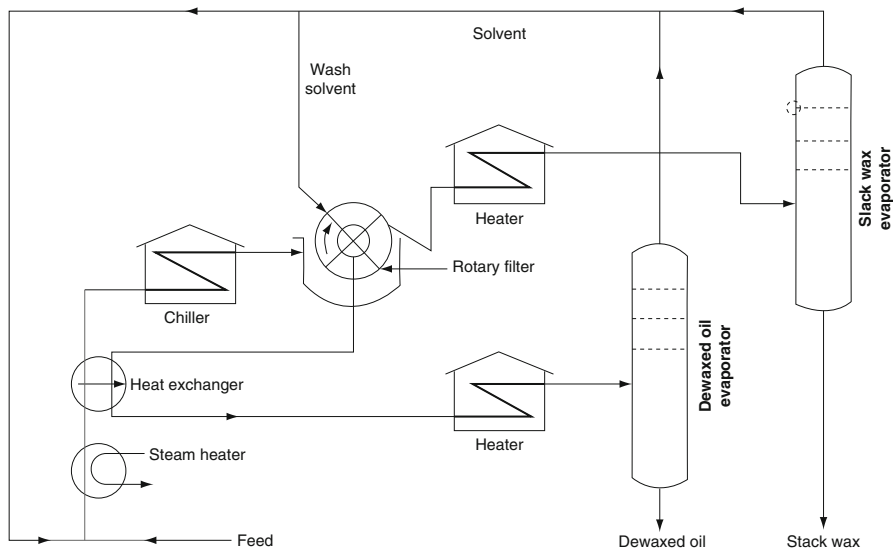 Solvent
Wash
solvent
Heater
Slack wax
evaporator
Rotary filter
Chiller
Dewaxed oil
evaporator
Heat exchanger
Heater
Steam heater
Feed
Dewaxed oil
Stack wax